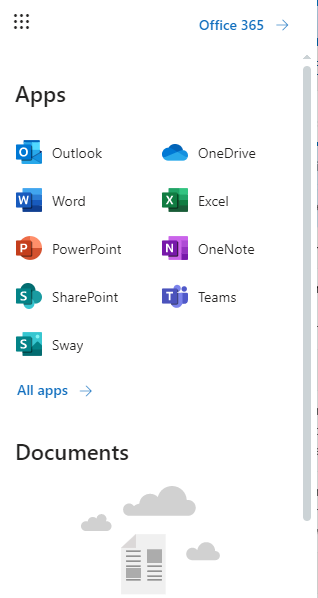 Office 365
Apps
Outlook OneDrive
Word Excel
PowerPoint OneNote
SharePoint Teams
Sway
All apps
Documents